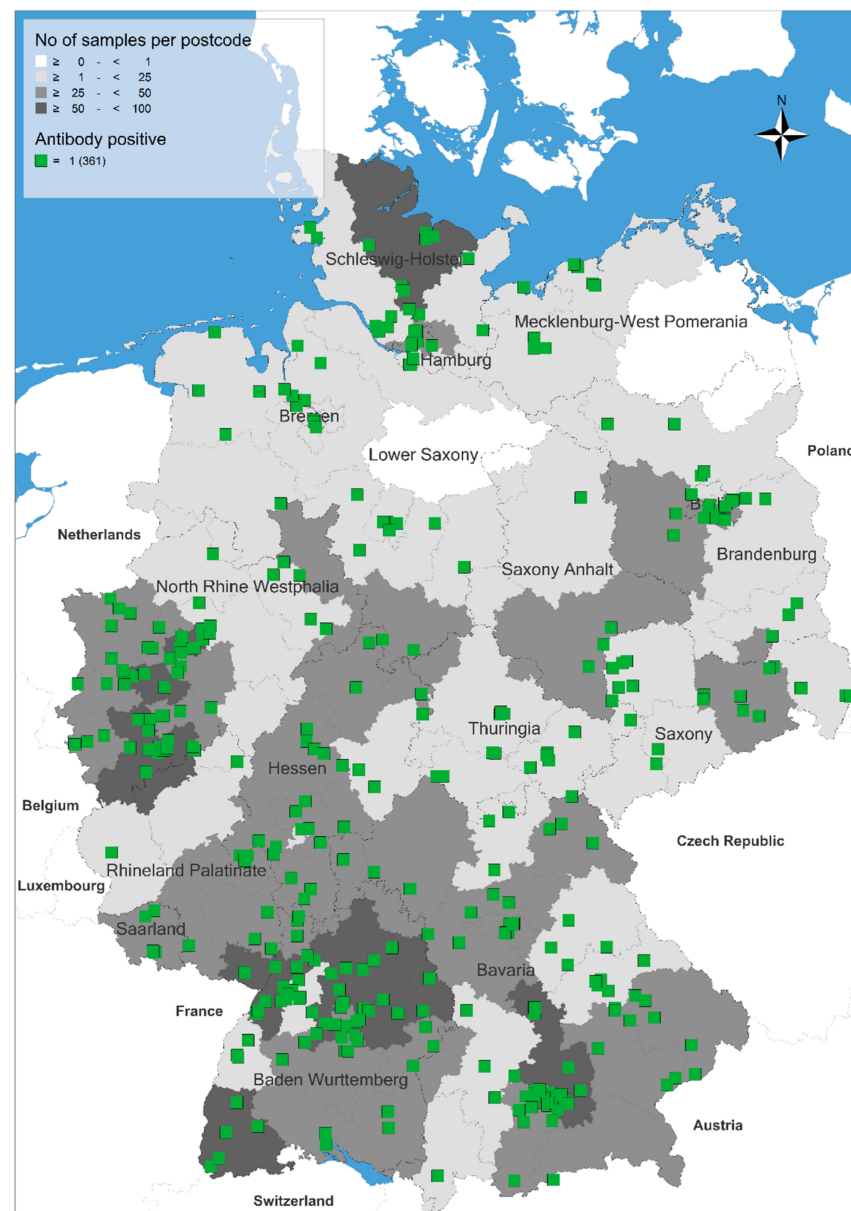 No of samples per postcode
≥ 0 - < 1
≥ 1 - < 25
≥ 25 - < 50
≥ 50 - < 100
Antibody positive
= 1 (361)
N
Schleswig-Holste
Mecklenburg-West Pomerania
Hamburg
Bremen
Lower Saxony
Poland
Netherlands
Saxony Anhalt
Brandenburg
North Rhine Westphalia
Thuringia
Saxony
Hessen
Belgium
Czech Republic
Rhineland Palatinate
Luxembourg
Saarland
Bavaria
France
Baden Wurttemberg
Austria
Switzerland